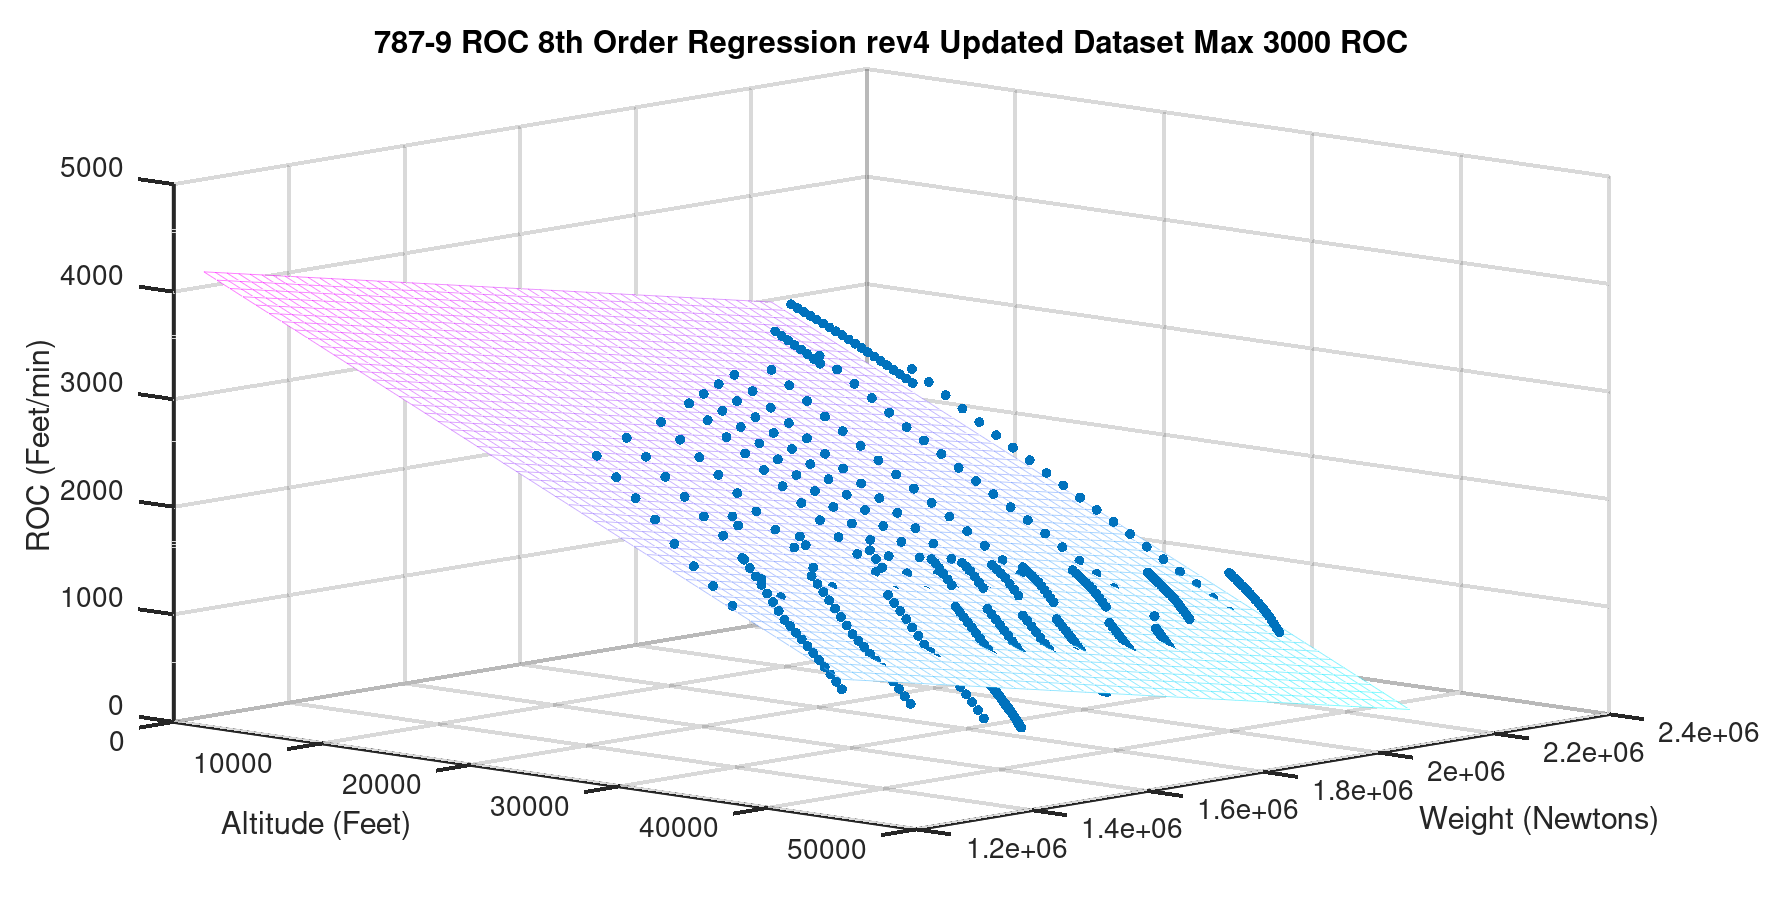 787-9 ROC 8th Order Regression rev4 Updated Dataset Max 3000 ROC
5000
4000
3000
2000
1000
0
ROC (Feet/min)
0
10000
20000
30000
40000
50000
Altitude (Feet)
1.2e+06
1.4e+06
1.6e+06
1.8e+06
2e+06
2.2e+06
2.4e+06
Weight (Newtons)